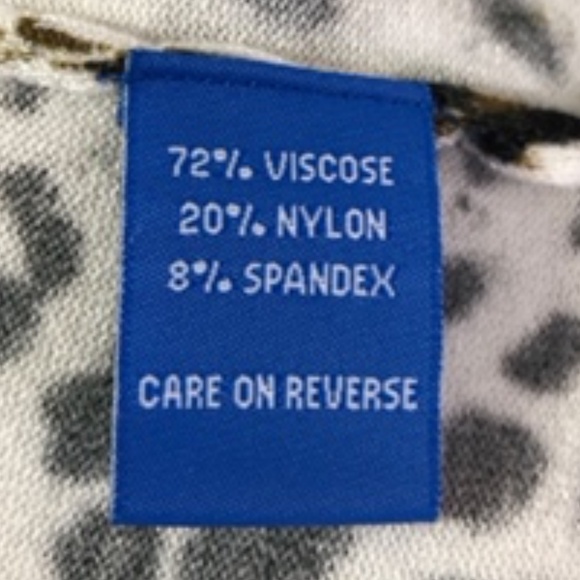 72% VISCOSE
20% NYLON
8% SPANDEX
CARE ON REVERSE